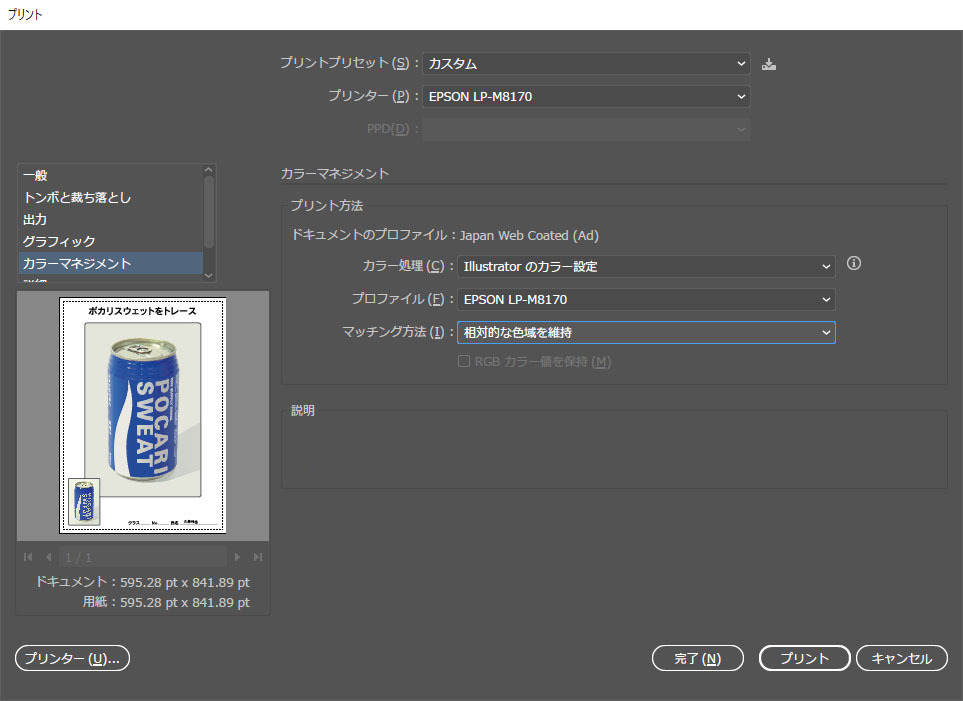 プリント
プリントプリセット (S)：カスタム
プリンター (P)：EPSON LP-M8170
PPD(D)：
一般
トンボと裁ち落とし
出力
グラフィック
カラーマネジメント
カラーマネジメント
プリント方法
ドキュメントのプロファイル：Japan Web Coated (Ad)
カラー処理 (C)：Illustrator のカラー設定
プロファイル (F)：EPSON LP-M8170
マッチング方法 (I)：相対的な色域を維持
RGB カラー値を保持 (M)
説明
ポカリスウェットをトレース
POCARI
SWEAT
クラス No. 氏名
1 / 1
ドキュメント：595.28 pt x 841.89 pt
用紙：595.28 pt x 841.89 pt
プリンター (U)...
完了 (N)
プリント
キャンセル